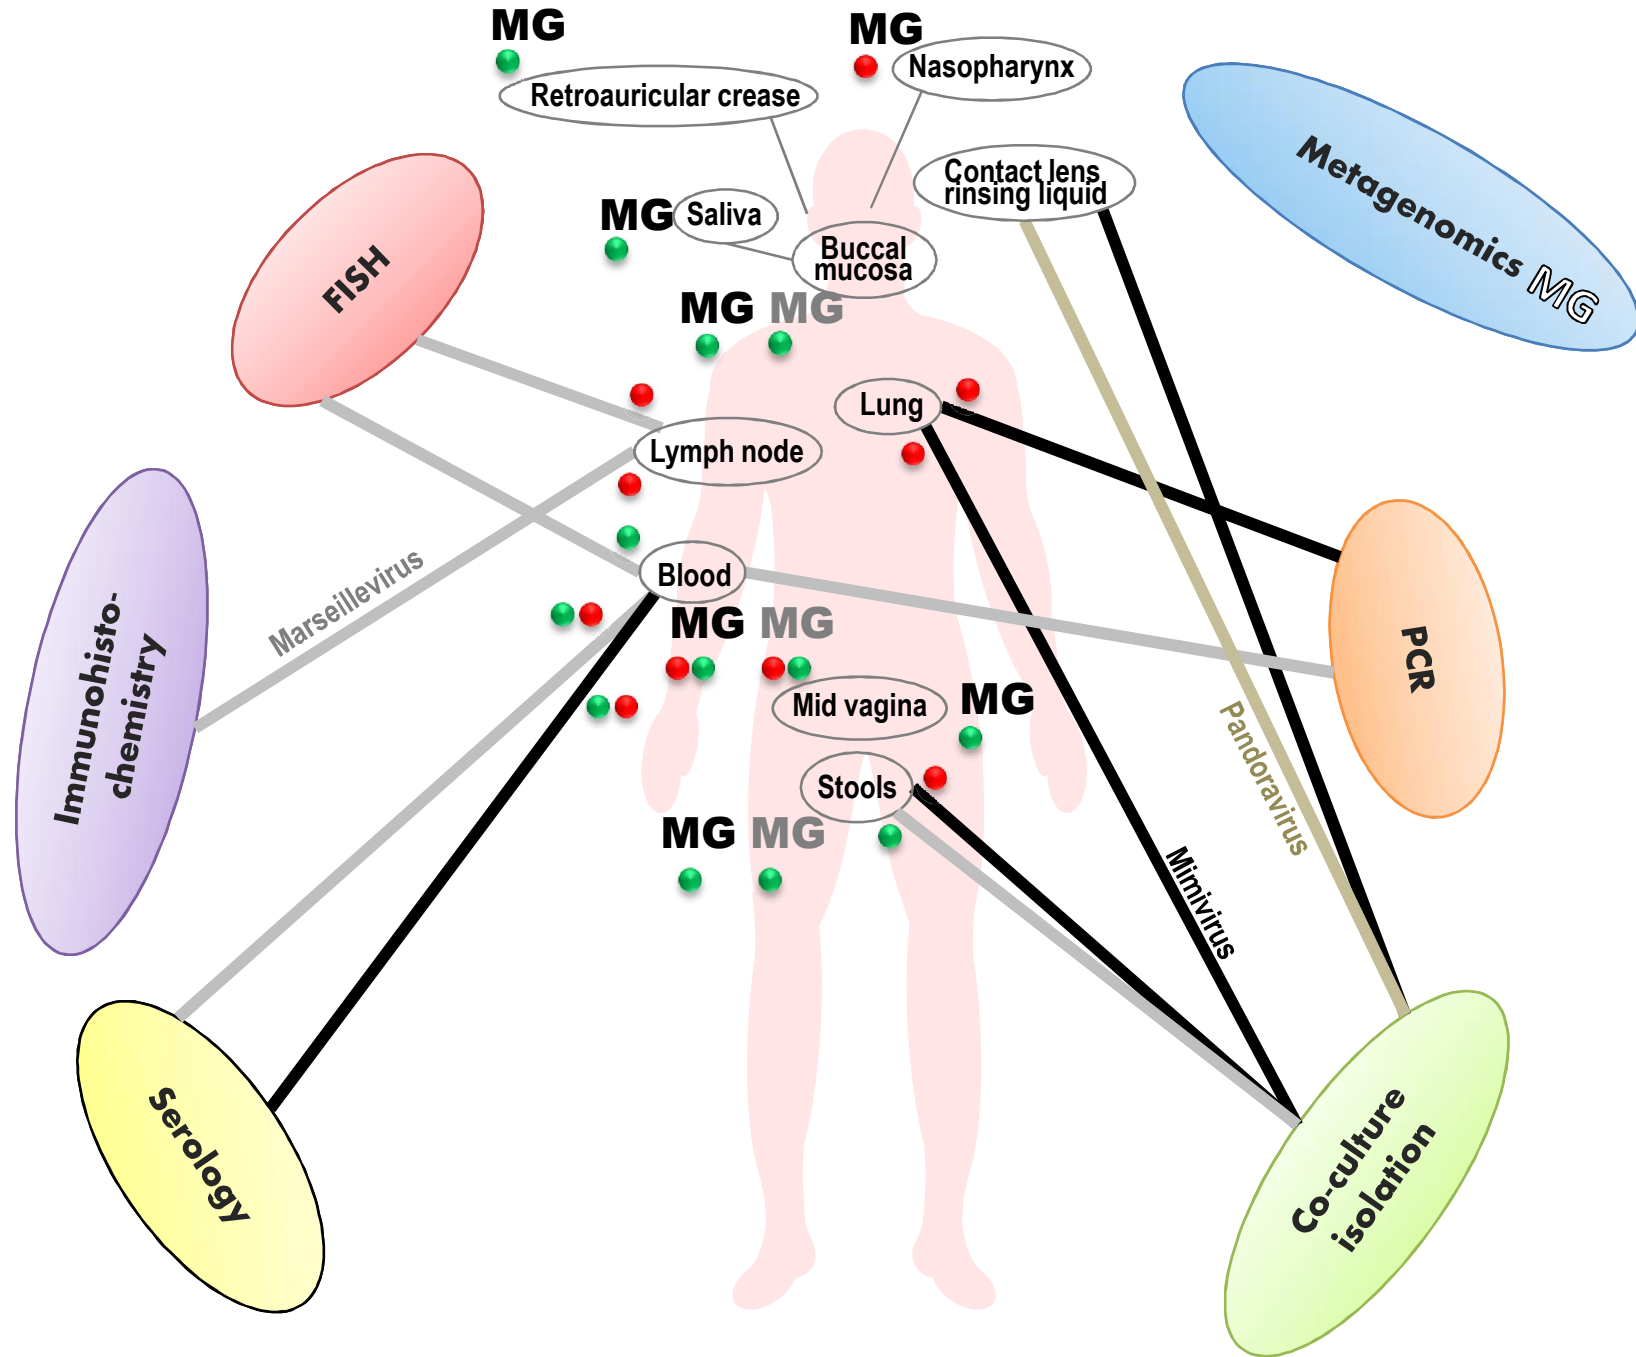 MG
MG
Nasopharynx
Retroauricular crease
Contact lens
rinsing liquid
Metagenomics MG
MG
Saliva
Buccal
mucosa
FISH
MG MG
Lung
Lymph node
Blood
Marseillevirus
Immunohisto-
chemistry
MG MG
PCR
Mid vagina
MG
Pandoravirus
Stools
MG MG
Mimivirus
Serology
Co-culture
isolation